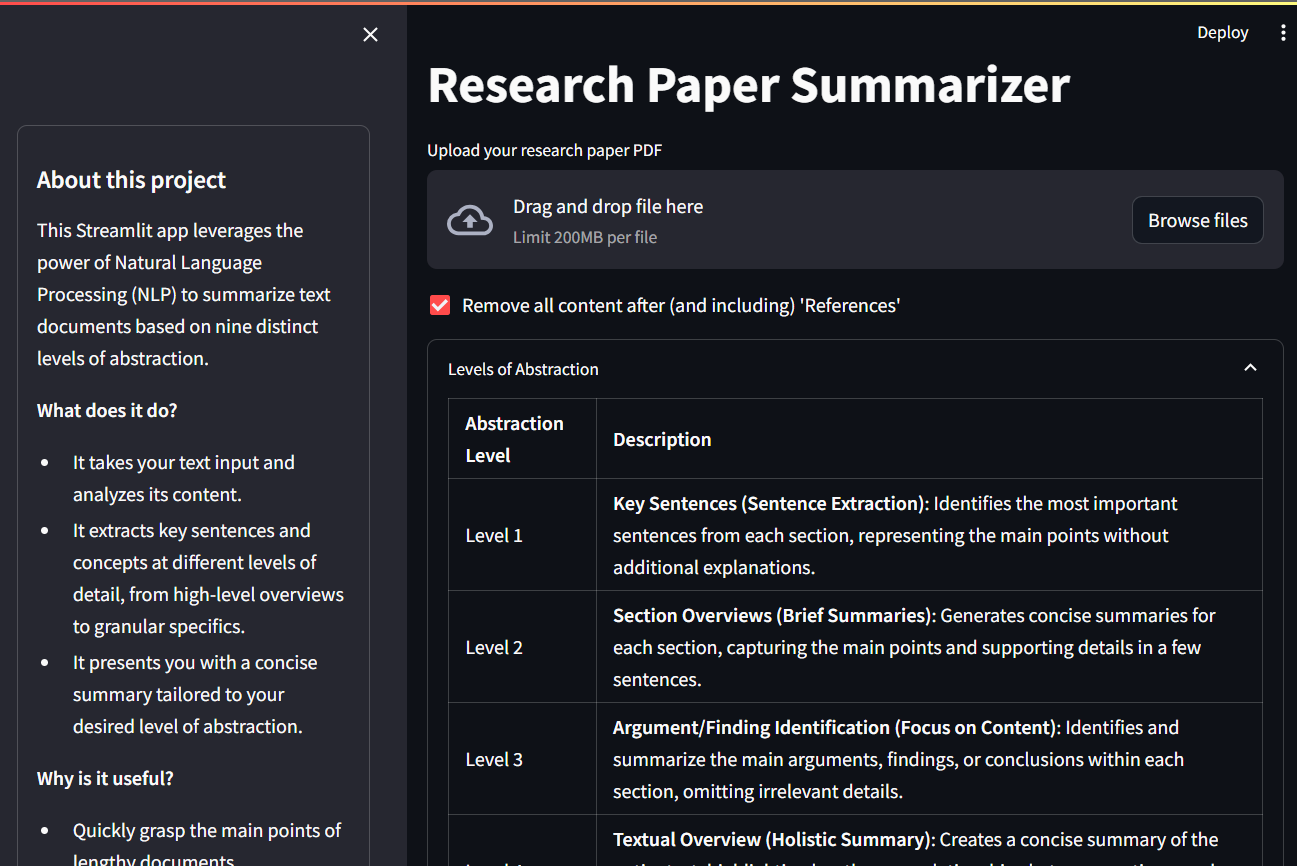 Deploy
Research Paper Summarizer
Upload your research paper PDF
Drag and drop file here
Limit 200MB per file
Browse files
Remove all content after (and including) 'References'
Levels of Abstraction
Abstraction
Level
Description
Level 1
Key Sentences (Sentence Extraction): Identifies the most important
sentences from each section, representing the main points without
additional explanations.
Level 2
Section Overviews (Brief Summaries): Generates concise summaries for
each section, capturing the main points and supporting details in a few
sentences.
Level 3
Argument/Finding Identification (Focus on Content): Identifies and
summarize the main arguments, findings, or conclusions within each
section, omitting irrelevant details.
Textual Overview (Holistic Summary): Creates a concise summary of the
About this project
This Streamlit app leverages the
power of Natural Language
Processing (NLP) to summarize text
documents based on nine distinct
levels of abstraction.
What does it do?
It takes your text input and
analyzes its content.
It extracts key sentences and
concepts at different levels of
detail, from high-level overviews
to granular specifics.
It presents you with a concise
summary tailored to your
desired level of abstraction.
Why is it useful?
Quickly grasp the main points of
lengthy documents